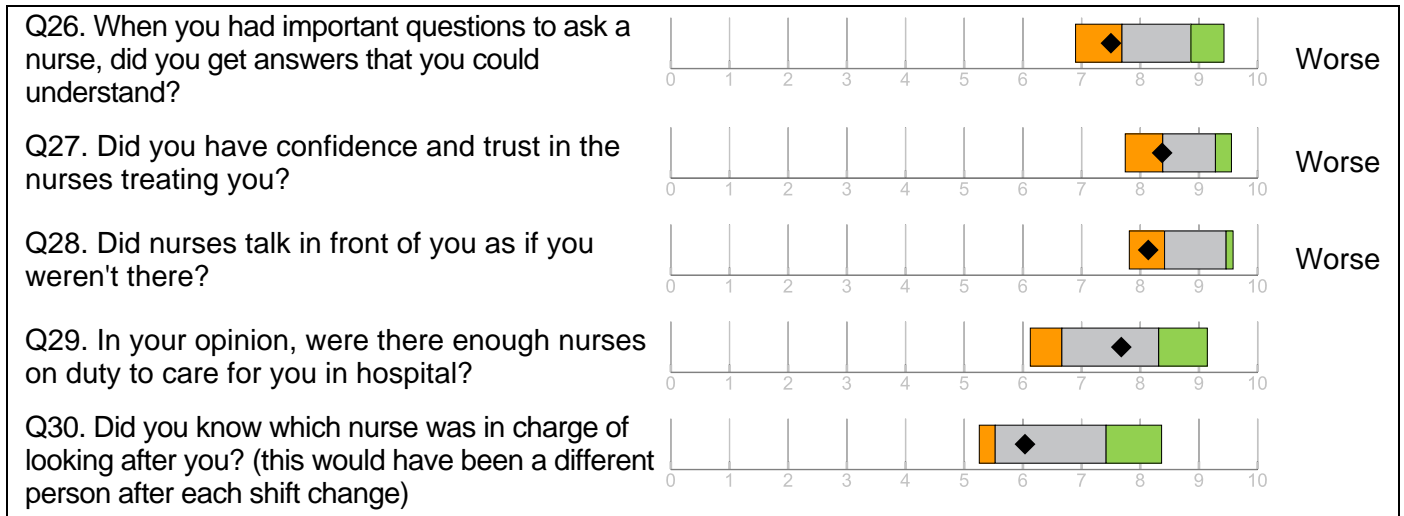 Q26. When you had important questions to ask a
nurse, did you get answers that you could
understand?
0 1 2 3 4 5 6 7 8 9 10
Worse
Q27. Did you have confidence and trust in the
nurses treating you?
0 1 2 3 4 5 6 7 8 9 10
Worse
Q28. Did nurses talk in front of you as if you
weren't there?
0 1 2 3 4 5 6 7 8 9 10
Worse
Q29. In your opinion, were there enough nurses
on duty to care for you in hospital?
0 1 2 3 4 5 6 7 8 9 10
Q30. Did you know which nurse was in charge of
looking after you? (this would have been a different
person after each shift change)
0 1 2 3 4 5 6 7 8 9 10